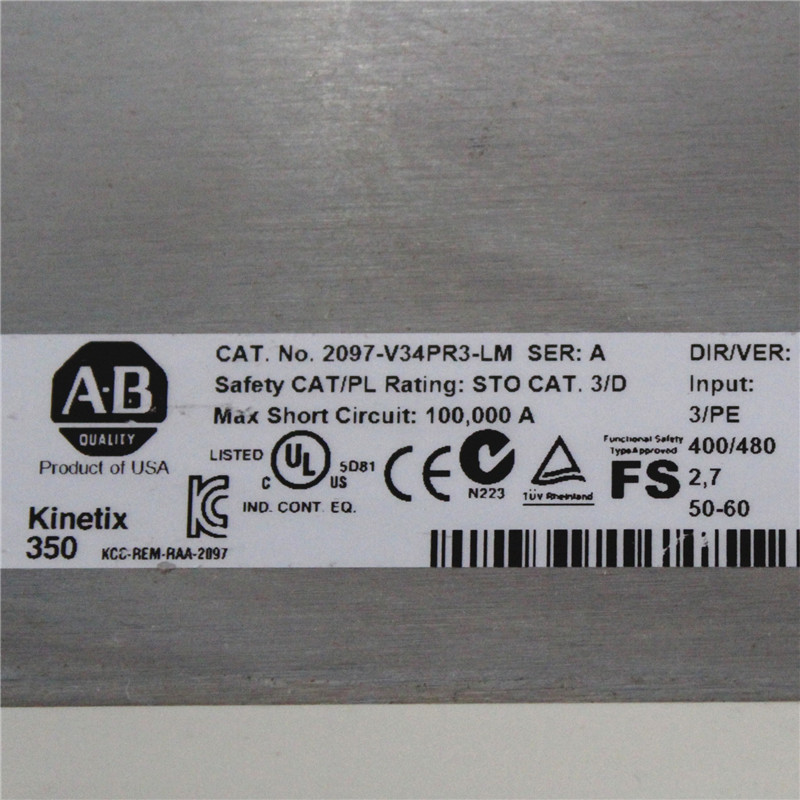 A-B
QUALITY
Product of USA
Kinetix
350
KCC-REM-RAA-2097
CAT. No. 2097-V34PR3-LM SER: A
Safety CAT/PL Rating: STO CAT. 3/D
Max Short Circuit: 100,000 A
LISTED
UL
C
US
5D81
IND. CONT. EQ.
CE
N223
TÜV Rheinland
Functional Safety
Type Approved
FS
DIR/VER:
Input:
3/PE
400/480
2,7
50-60